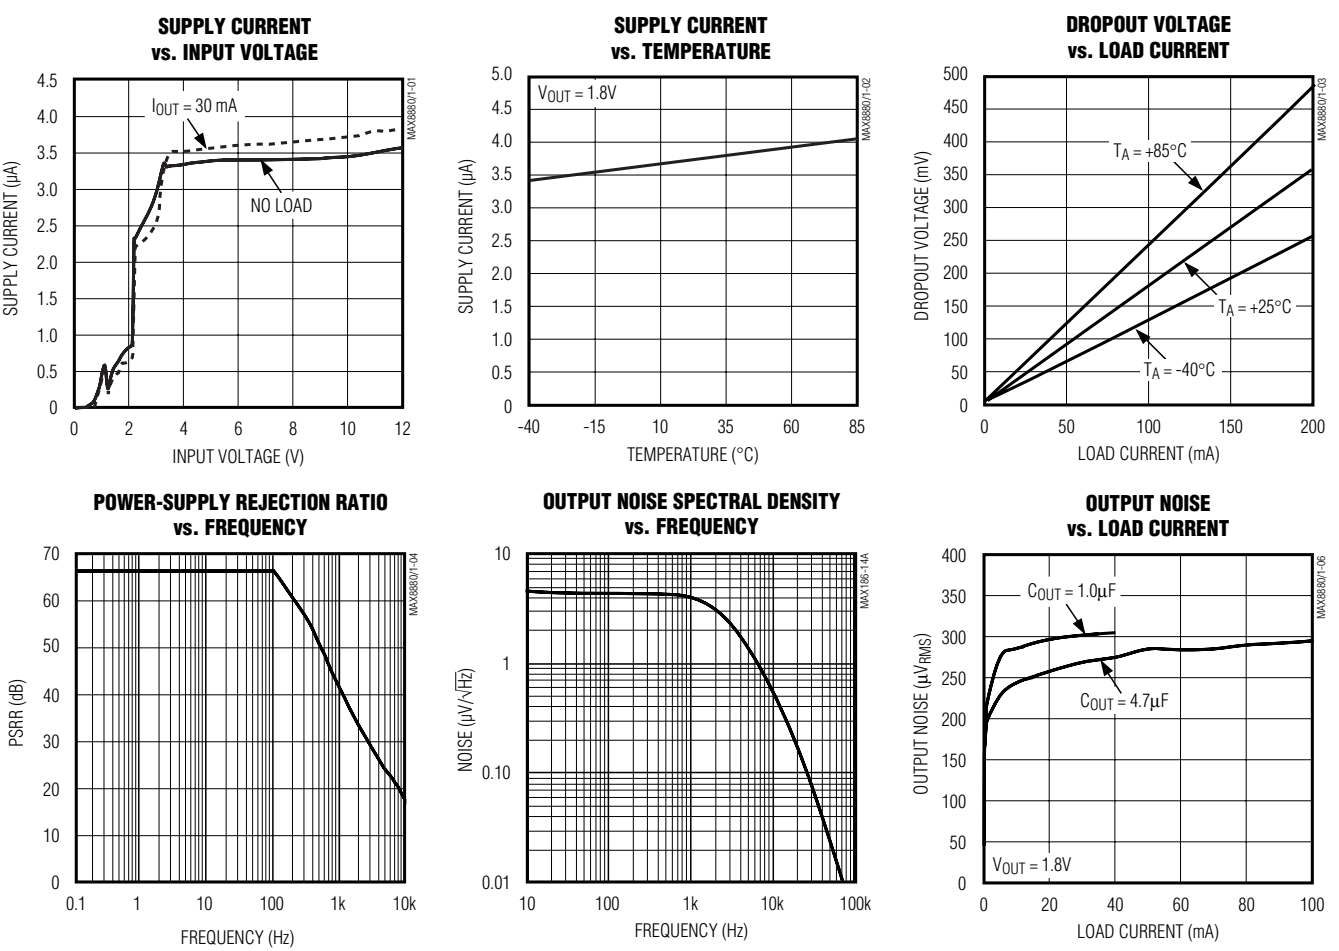 SUPPLY CURRENT
vs. INPUT VOLTAGE
4.5
4.0
3.5
3.0
2.5
2.0
1.5
1.0
0.5
0
SUPPLY CURRENT (µA)
IOUT = 30 mA
NO LOAD
MAX8880/1-01
0 2 4 6 8 10 12
INPUT VOLTAGE (V)
SUPPLY CURRENT
vs. TEMPERATURE
5.0
4.5
4.0
3.5
3.0
2.5
2.0
1.5
1.0
0.5
0
SUPPLY CURRENT (µA)
VOUT = 1.8V
MAX8880/1-02
-40 -15 10 35 60 85
TEMPERATURE (°C)
DROPOUT VOLTAGE
vs. LOAD CURRENT
500
450
400
350
300
250
200
150
100
50
0
DROPOUT VOLTAGE (mV)
TA = +85°C
TA = +25°C
TA = -40°C
MAX8880/1-03
0 50 100 150 200
LOAD CURRENT (mA)
POWER-SUPPLY REJECTION RATIO
vs. FREQUENCY
70
60
50
40
30
20
10
0
PSRR (dB)
MAX8880/1-04
0.1 1 10 100 1k 10k
FREQUENCY (Hz)
OUTPUT NOISE SPECTRAL DENSITY
vs. FREQUENCY
10
1
0.10
0.01
NOISE (µV/√Hz)
MAX186-14A
10 100 1k 10k 100k
FREQUENCY (Hz)
OUTPUT NOISE
vs. LOAD CURRENT
400
350
300
250
200
150
100
50
0
OUTPUT NOISE (µVRMS)
COUT = 1.0µF
COUT = 4.7µF
VOUT = 1.8V
MAX8880/1-06
0 20 40 60 80 100
LOAD CURRENT (mA)